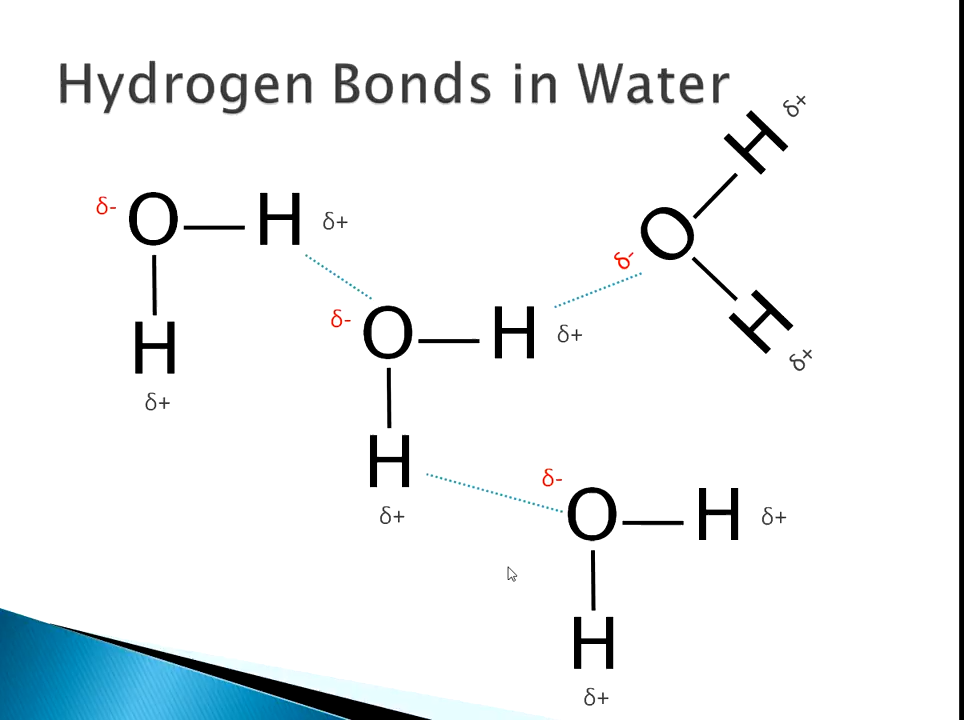 Hydrogen Bonds in Water
H δ+
δ- O H δ+
O
δ-
δ- O H δ+
H
H δ+
δ+
H
δ-
δ+
O H δ+
H
δ+